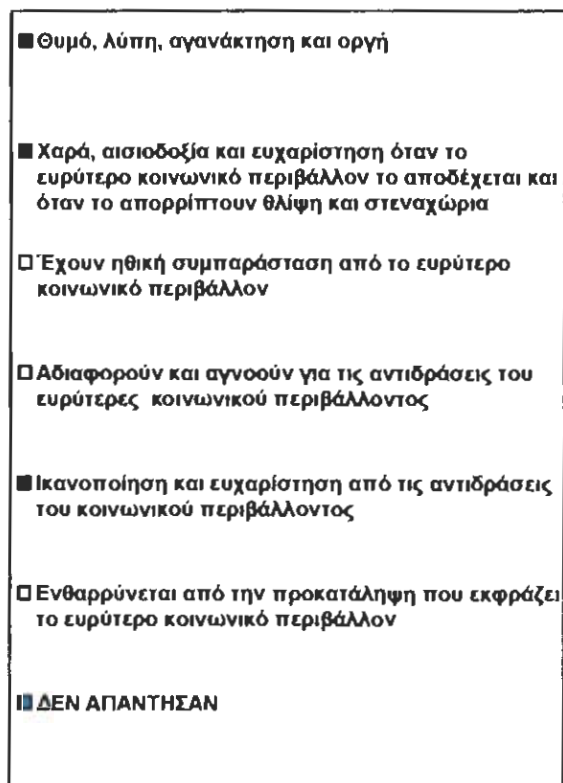 Θυμό, λύπη, αγανάκτηση και οργή
Χαρά, αισιοδοξία και ευχαρίστηση όταν το
ευρύτερο κοινωνικό περιβάλλον το αποδέχεται και
όταν το απορρίπτουν θλίψη και στεναχώρια
Έχουν ηθική συμπαράσταση από το ευρύτερο
κοινωνικό περιβάλλον
Αδιαφορούν και αγνοούν για τις αντιδράσεις του
ευρύτερες κοινωνικού περιβάλλοντος
Ικανοποίηση και ευχαρίστηση από τις αντιδράσεις
του κοινωνικού περιβάλλοντος
Ενθαρρύνεται από την προκατάληψη που εκφράζει
το ευρύτερο κοινωνικό περιβάλλον
ΔΕΝ ΑΠΑΝΤΗΣΑΝ